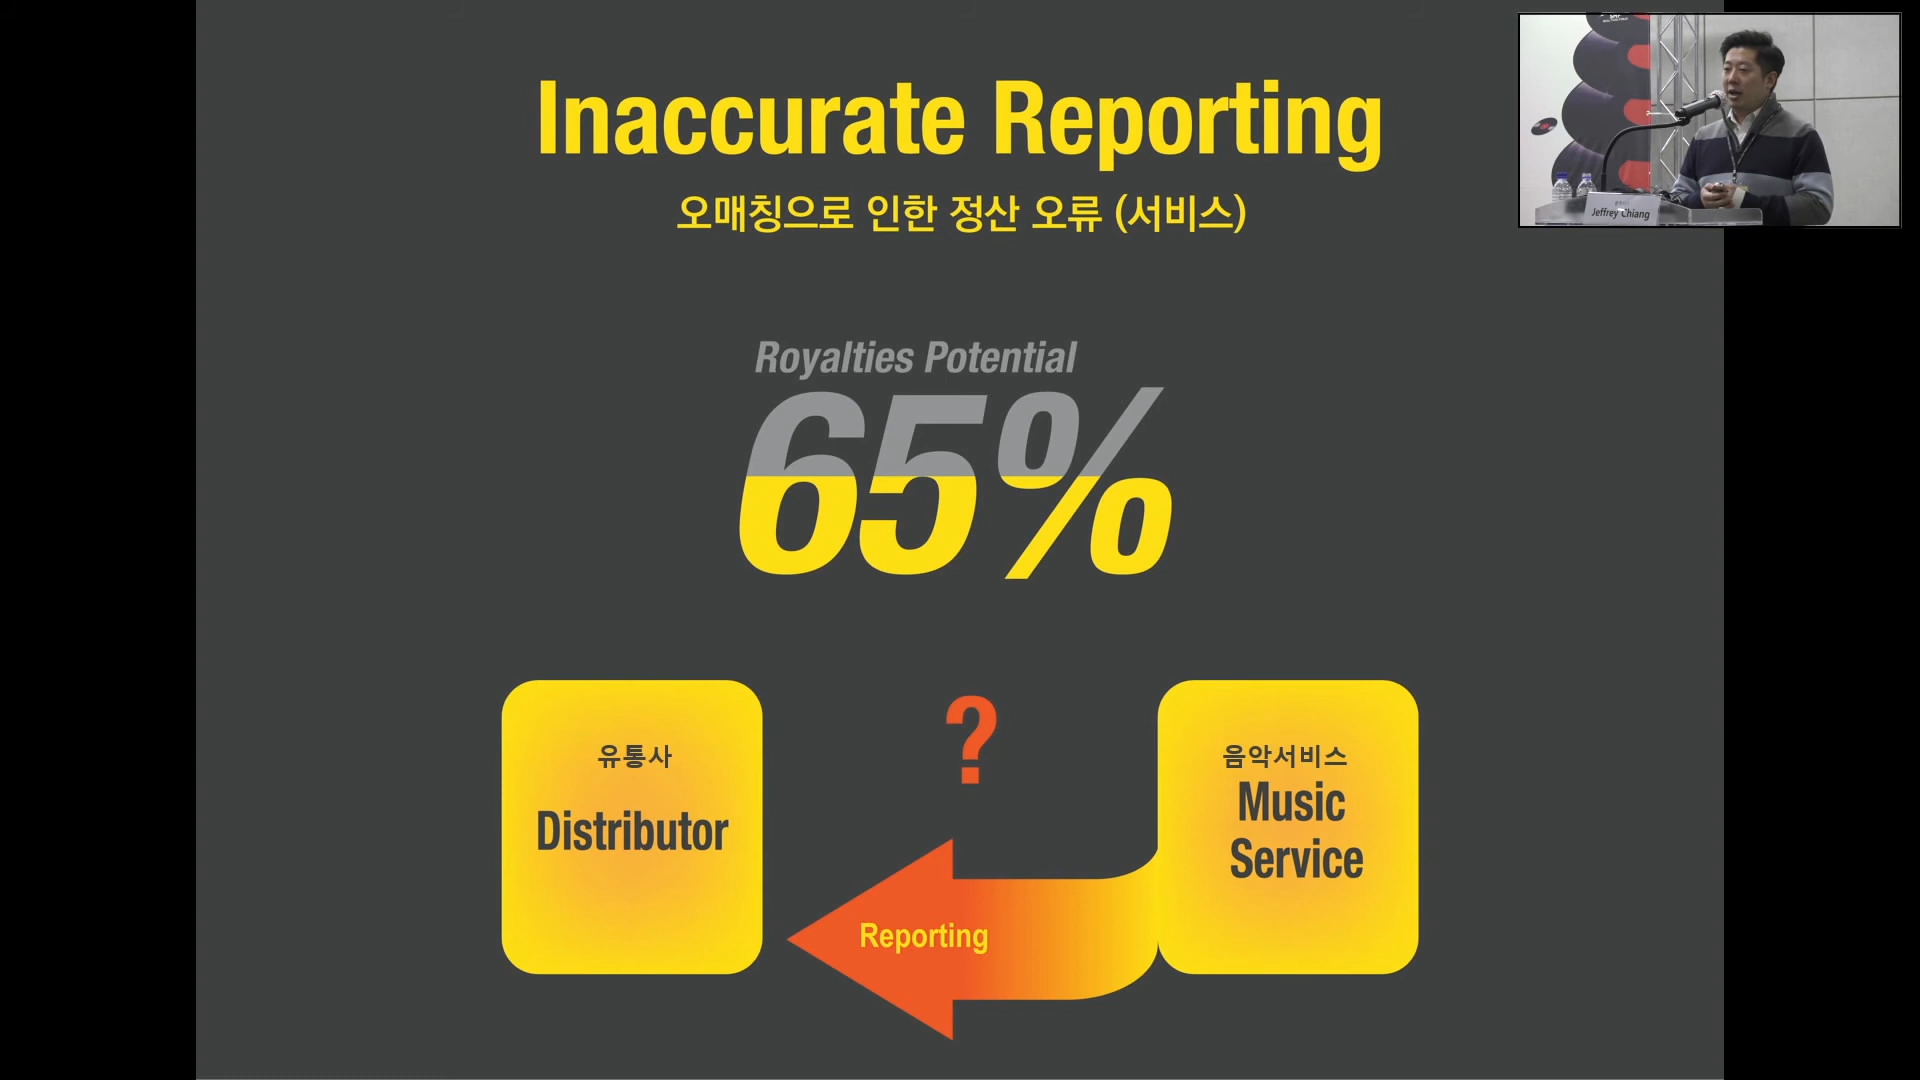 Inaccurate Reporting
오매칭으로 인한 정산 오류 (서비스)
Royalties Potential
65%
유통사
Distributor
?
음악서비스
Music
Service
Reporting
Jeffrey Chiang